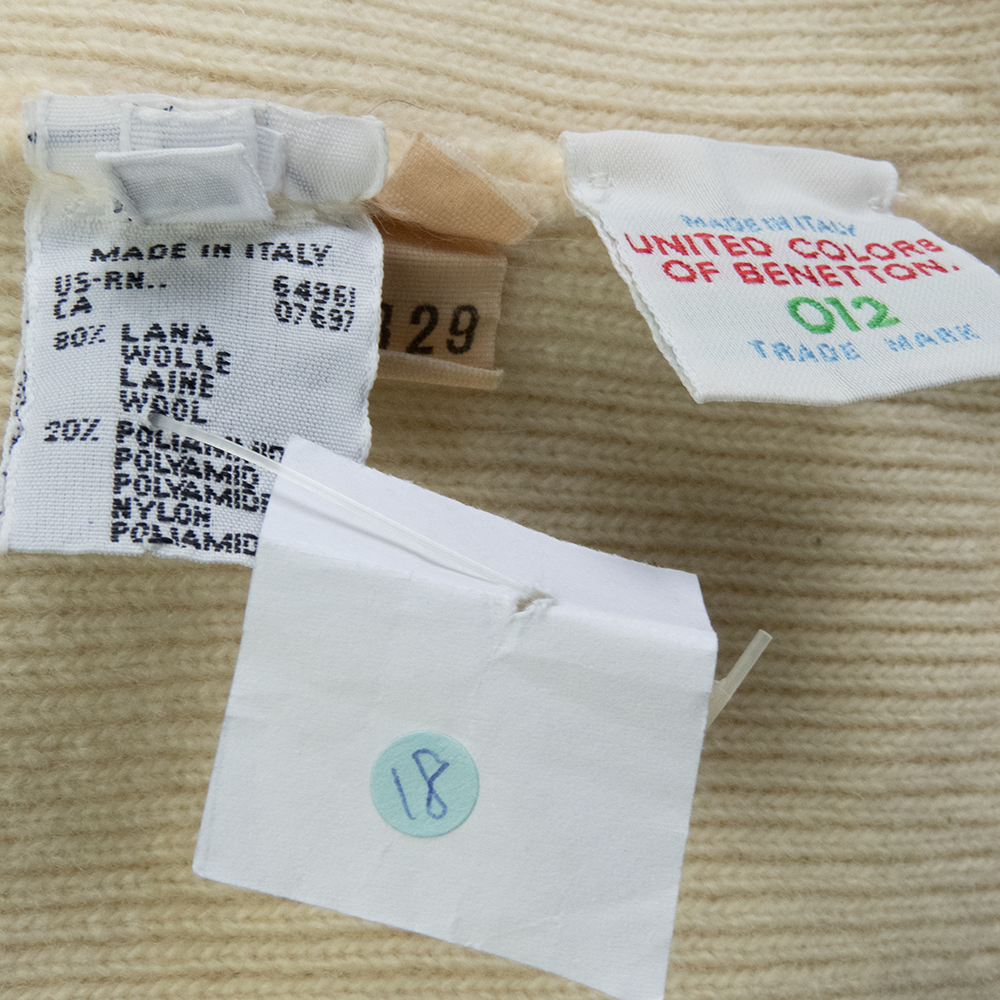 MADE IN ITALY
US-RN.. 64961
CA 07697
80% LANA
WOLLE
LAINE
WOOL
20%
POLYAMID
POLYAMIDE
NYLON
POLIAMID
29
MADE IN ITALY
UNITED COLORS
OF BENETTON.
012
TRADE MARK
18